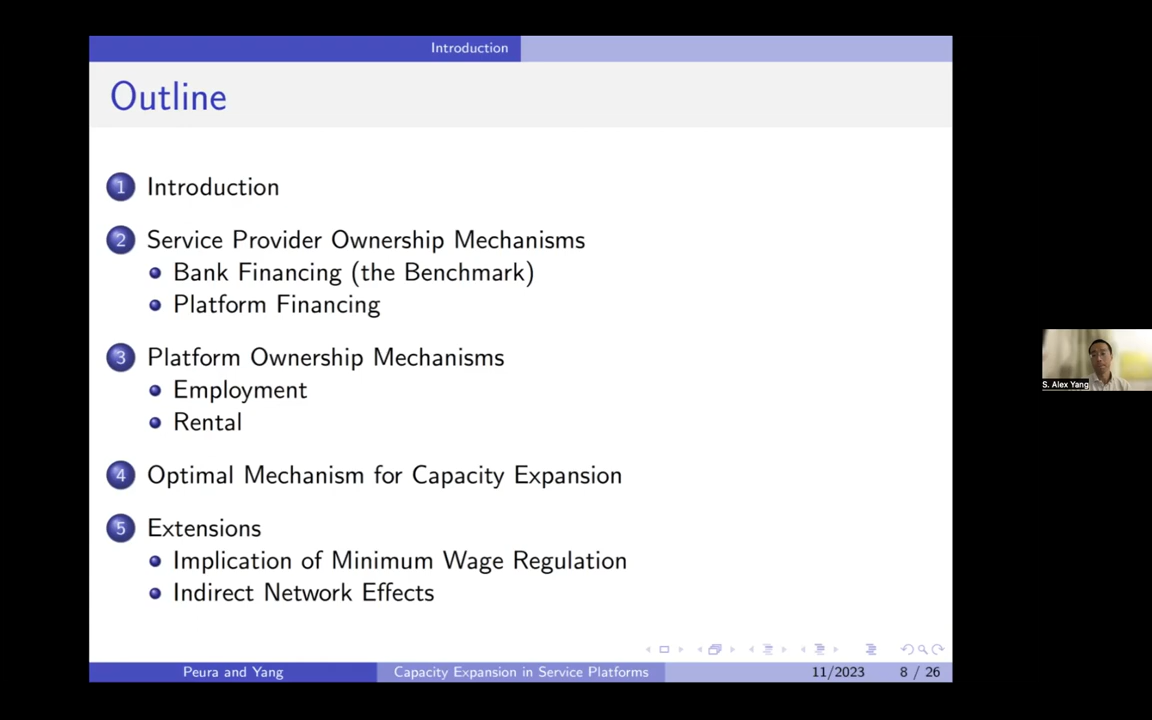 Introduction
Outline
1 Introduction
2 Service Provider Ownership Mechanisms
Bank Financing (the Benchmark)
Platform Financing
3 Platform Ownership Mechanisms
Employment
Rental
4 Optimal Mechanism for Capacity Expansion
5 Extensions
Implication of Minimum Wage Regulation
Indirect Network Effects
Peura and Yang
Capacity Expansion in Service Platforms
11/2023
8 / 26
S. Alex Yang